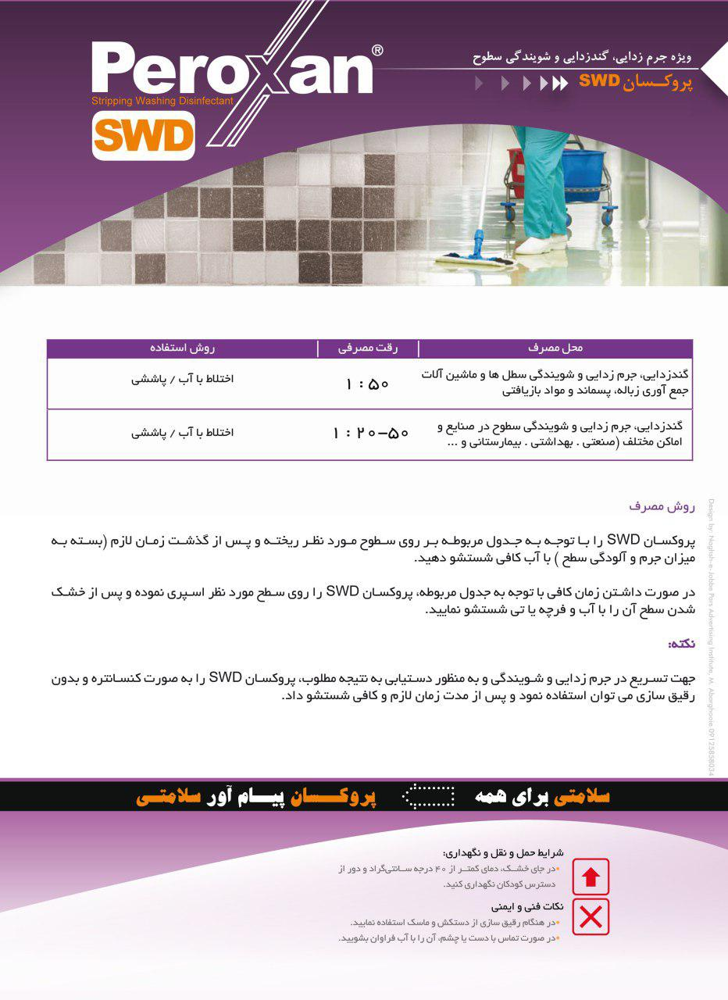 Peroxan®
Stripping Washing Disinfectant
SWD
ویژه جرم زدایی، گندزدایی و شویندگی سطوح
پروکسان SWD
محل مصرف | رقت مصرفی | روش استفاده
گندزدایی، جرم زدایی و شویندگی سطل ها و ماشین آلات
جمع آوری زباله، پسماند و مواد بازیافتی
۱ : ۵۰
اختلاط با آب / پاششی
گندزدایی، جرم زدایی و شویندگی سطوح در صنایع و
اماکن مختلف (صنعتی . بهداشتی . بیمارستانی و ...
۱ : ۲۰-۵۰
اختلاط با آب / پاششی
روش مصرف
پروکسان SWD را با توجه به جدول مربوطه بر روی سطوح مورد نظر ریخته و پس از گذشت زمان لازم (بسته به
میزان جرم و آلودگی سطح ) با آب کافی شستشو دهید.
در صورت داشتن زمان کافی با توجه به جدول مربوطه، پروکسان SWD را روی سطح مورد نظر اسپری نموده و پس از خشک
شدن سطح آن را با آب و فرچه یا تی شستشو نمایید.
نکته:
جهت تسریع در جرم زدایی و شویندگی و به منظور دستیابی به نتیجه مطلوب، پروکسان SWD را به صورت کنسانتره و بدون
رقیق سازی می توان استفاده نمود و پس از مدت زمان لازم و کافی شستشو داد.
Design by: Naghsh-e-Jobbe Pars Advertising Institute, M. Abarghooie 09125858034
سلامتی برای همه
پروکسان پیام آور سلامتی
شرایط حمل و نقل و نگهداری:
•در جای خشک، دمای کمتر از ۴۰ درجه سانتی‌گراد و دور از
دسترس کودکان نگهداری کنید.
نکات فنی و ایمنی
•در هنگام رقیق سازی از دستکش و ماسک استفاده نمایید.
•در صورت تماس با دست یا چشم، آن را با آب فراوان بشویید.